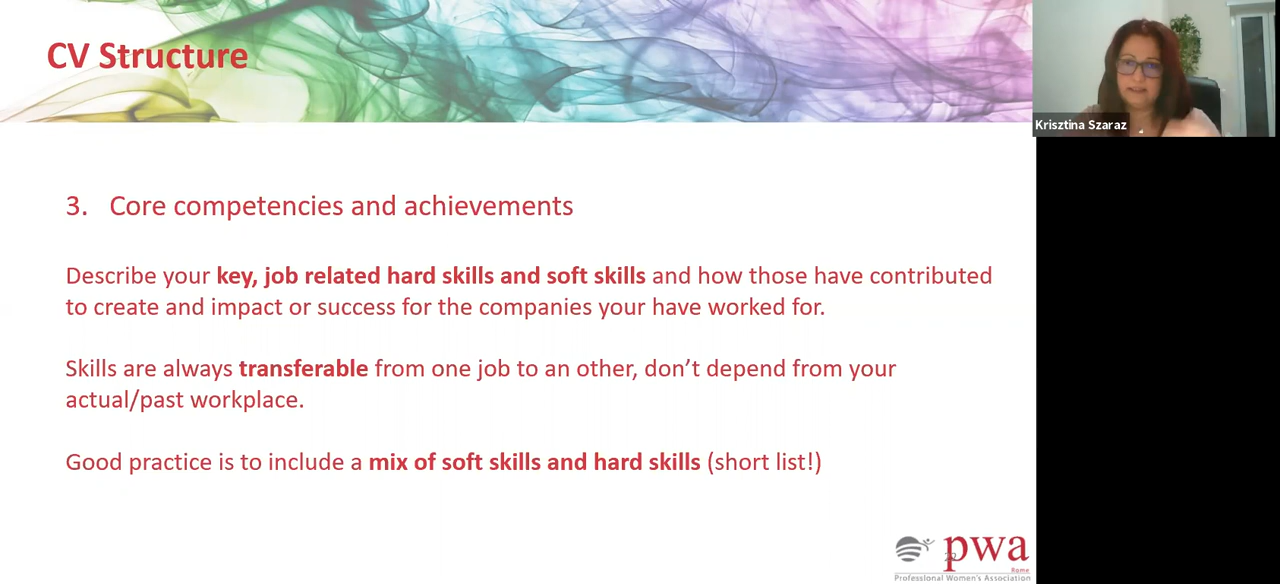 CV Structure
Krisztina Szaraz
3. Core competencies and achievements
Describe your key, job related hard skills and soft skills and how those have contributed
to create and impact or success for the companies your have worked for.
Skills are always transferable from one job to an other, don’t depend from your
actual/past workplace.
Good practice is to include a mix of soft skills and hard skills (short list!)
pwa
Rome
Professional Women's Association